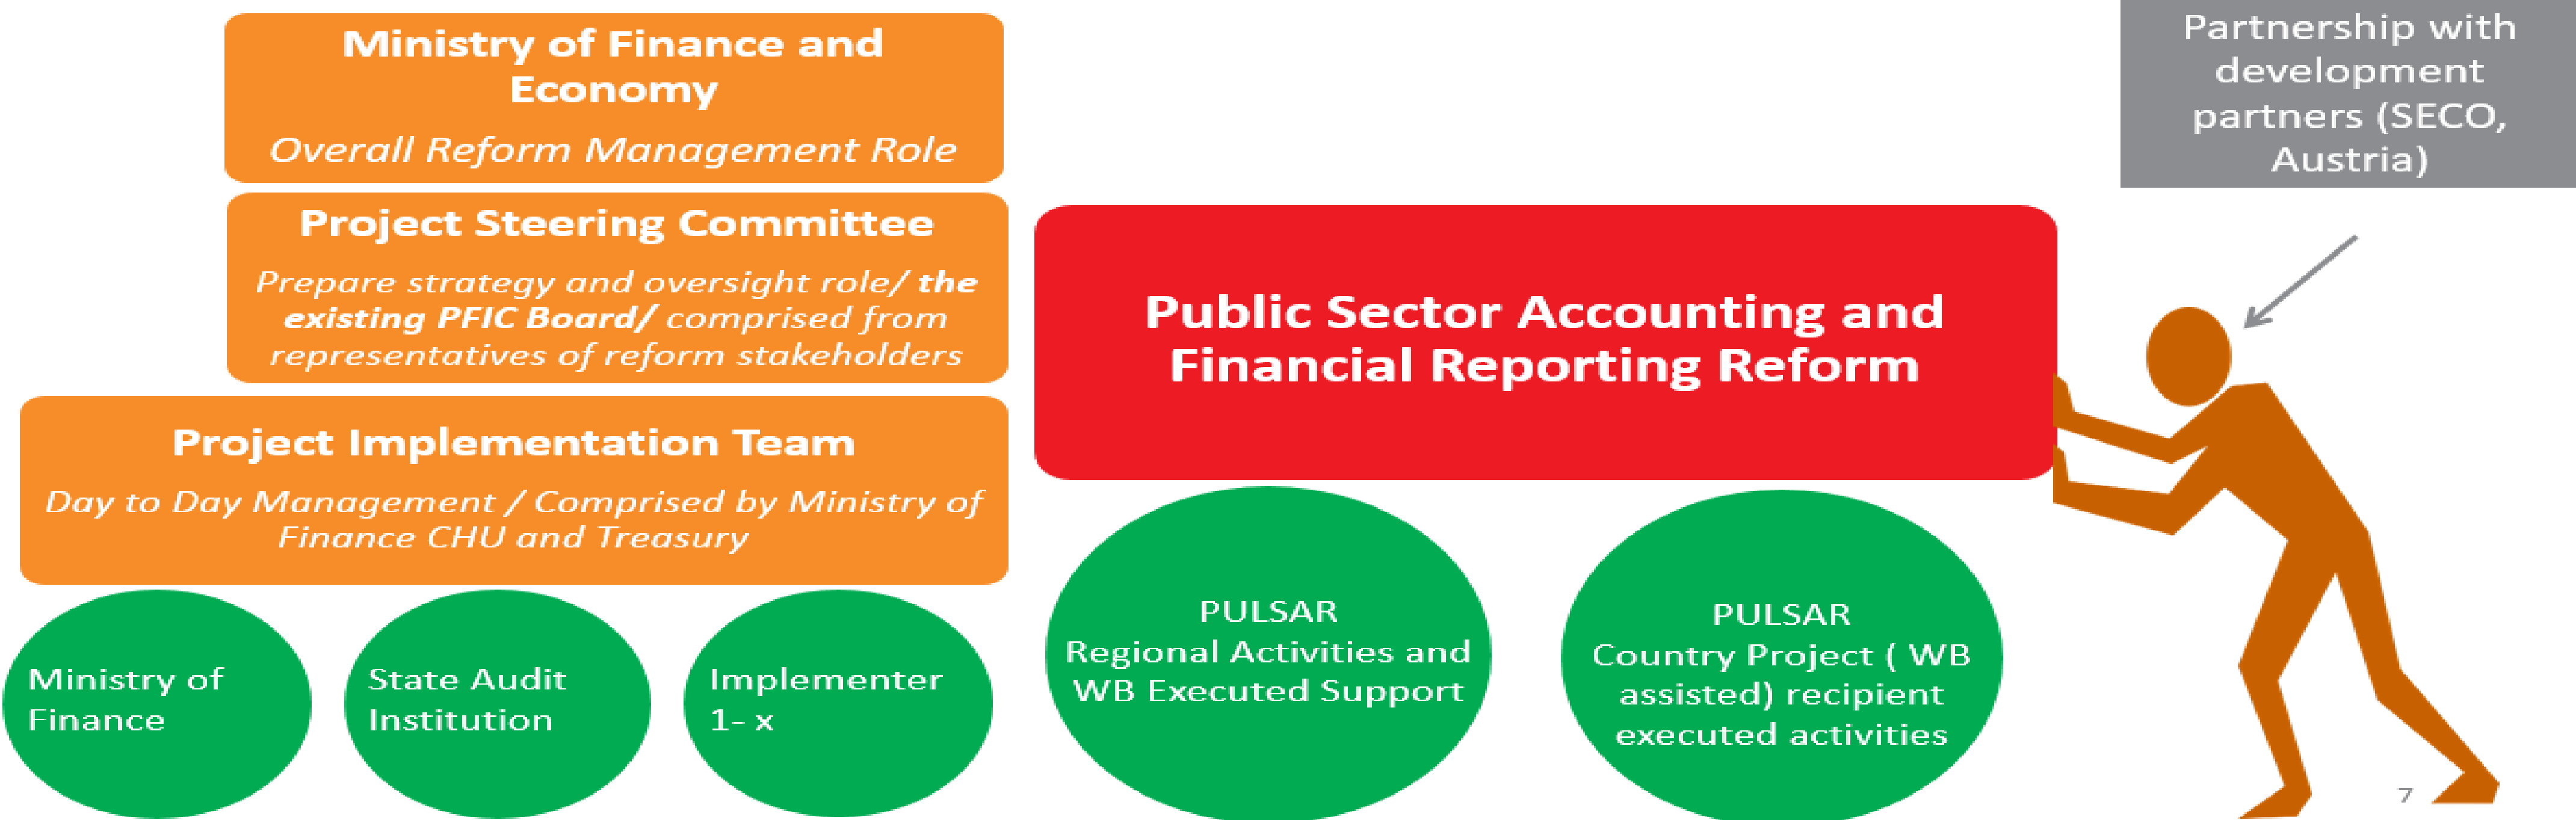 Ministry of Finance and
Economy
Overall Reform Management Role
Project Steering Committee
Prepare strategy and oversight role/ the
existing PFIC Board/ comprised from
representatives of reform stakeholders
Project Implementation Team
Day to Day Management / Comprised by Ministry of
Finance CHU and Treasury
Ministry of
Finance
State Audit
Institution
Implementer
1- x
Public Sector Accounting and
Financial Reporting Reform
PULSAR
Regional Activities and
WB Executed Support
PULSAR
Country Project ( WB
assisted) recipient
executed activities
Partnership with
development
partners (SECO,
Austria)
7